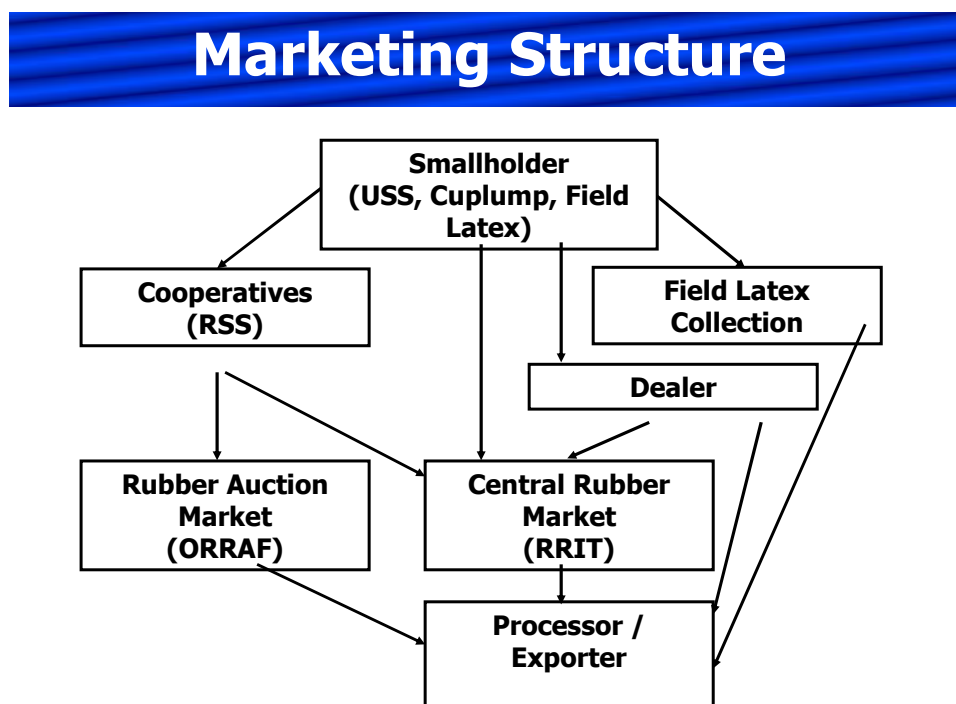 Marketing Structure
Smallholder
(USS, Cuplump, Field
Latex)
Cooperatives
(RSS)
Field Latex
Collection
Dealer
Rubber Auction
Market
(ORRAF)
Central Rubber
Market
(RRIT)
Processor /
Exporter